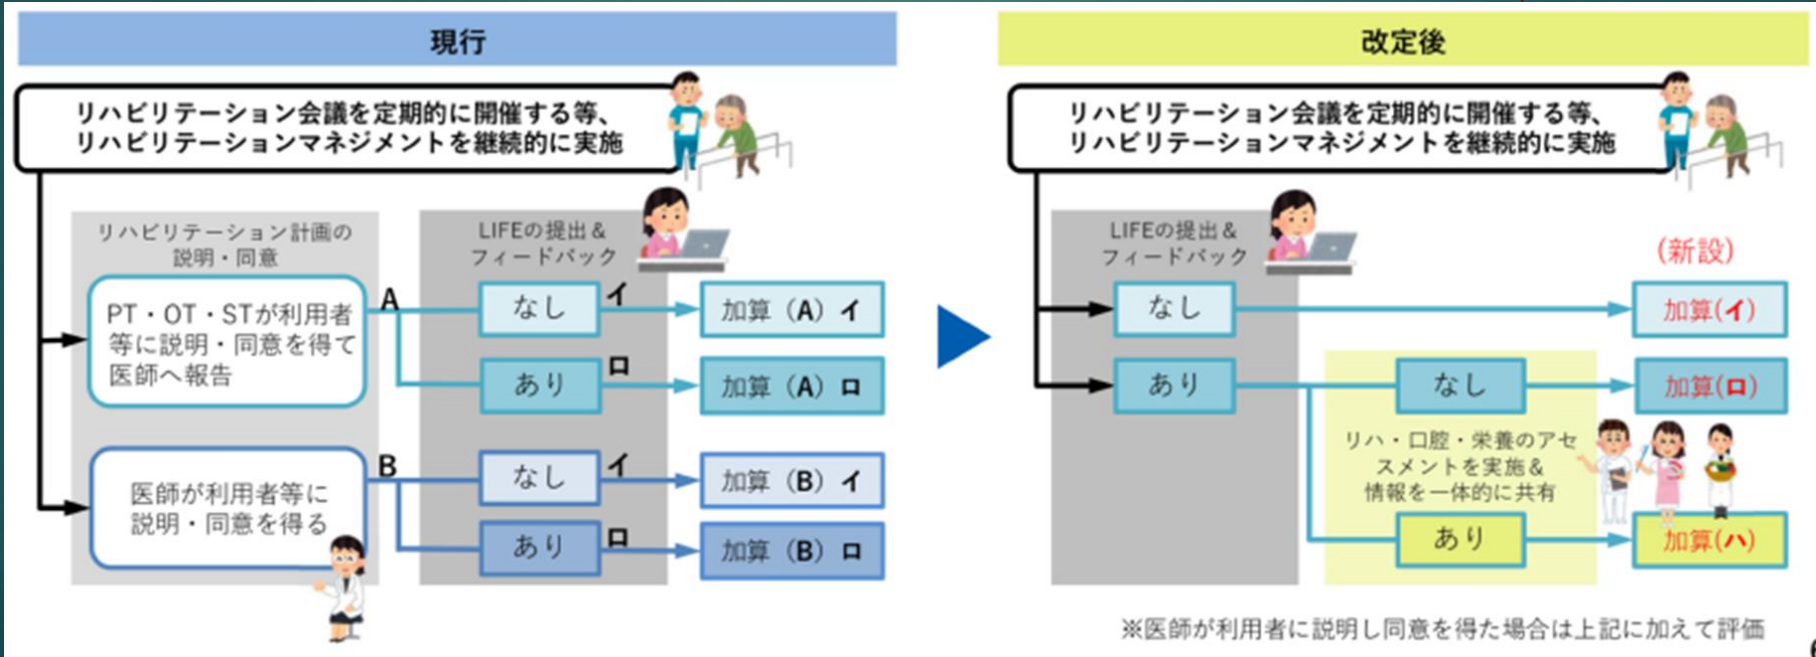 現行
リハビリテーション会議を定期的に開催する等、
リハビリテーションマネジメントを継続的に実施
リハビリテーション計画の
説明・同意
LIFEの提出&
フィードバック
PT・OT・STが利用者
等に説明・同意を得て
医師へ報告
A
なし
イ
加算（A）イ
あり
ロ
加算（A）ロ
医師が利用者等に
説明・同意を得る
B
なし
イ
加算（B）イ
あり
ロ
加算（B）ロ
改定後
リハビリテーション会議を定期的に開催する等、
リハビリテーションマネジメントを継続的に実施
LIFEの提出&
フィードバック
(新設)
なし
加算(イ)
あり
なし
加算(ロ)
リハ・口腔・栄養のアセ
スメントを実施&
情報を一体的に共有
あり
加算(ハ)
※医師が利用者に説明し同意を得た場合は上記に加えて評価